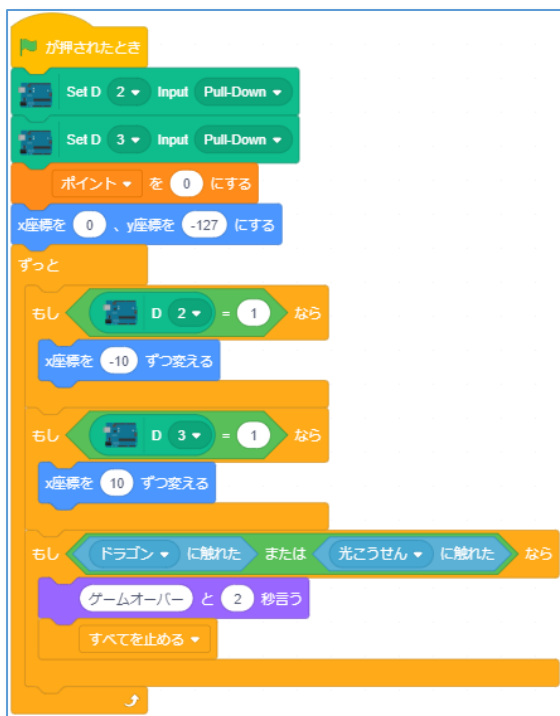 が押されたとき
Set D 2 Input Pull-Down
Set D 3 Input Pull-Down
ポイント を 0 にする
x座標を 0 、y座標を -127 にする
ずっと
もし D 2 = 1 なら
x座標を -10 ずつ変える
もし D 3 = 1 なら
x座標を 10 ずつ変える
もし ドラゴン に触れた または 光こうせん に触れた なら
ゲームオーバー と 2 秒言う
すべてを止める